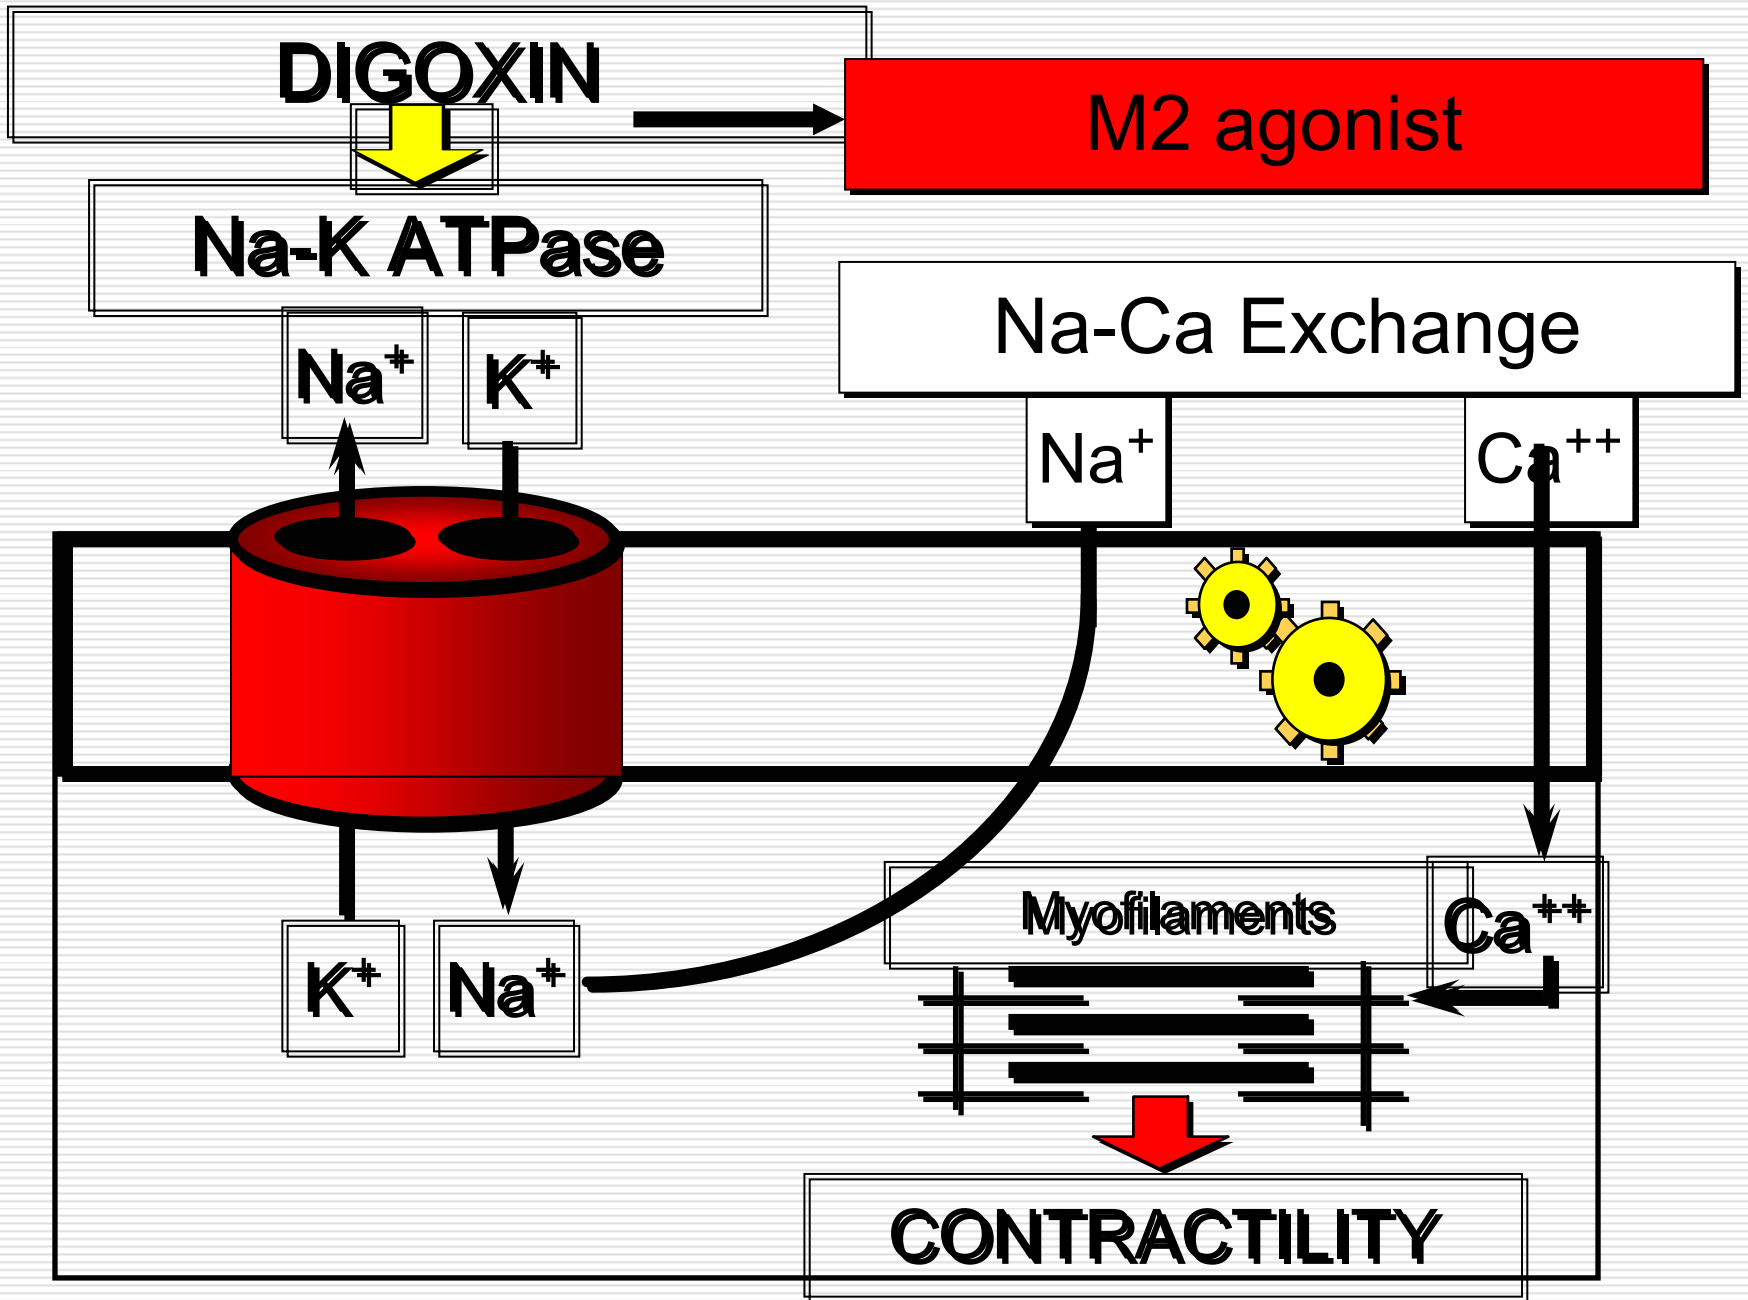 DIGOXIN
M2 agonist
Na-K ATPase
Na-Ca Exchange
Na⁺
K⁺
Na⁺
Ca⁺⁺
Myofilaments
Ca⁺⁺
K⁺
Na⁺
CONTRACTILITY